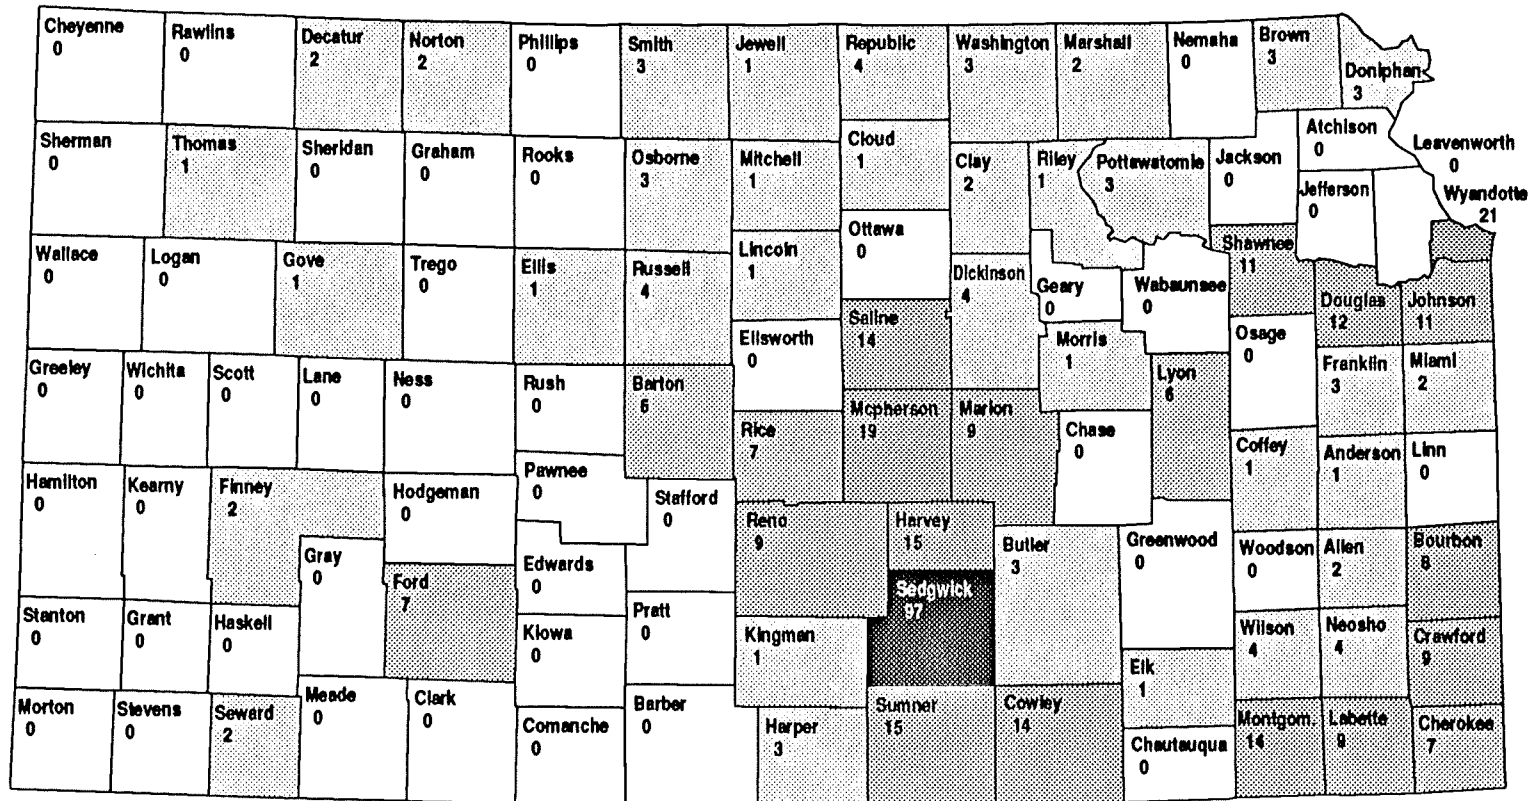 Cheyenne
0
Rawlins
0
Decatur
2
Norton
2
Phillips
0
Smith
3
Jewell
1
Republic
4
Washington
3
Marshall
2
Nemaha
0
Brown
3
Doniphan
3
Sherman
0
Thomas
1
Sheridan
0
Graham
0
Rooks
0
Osborne
3
Mitchell
1
Cloud
1
Clay
2
Riley
1
Pottawatomie
3
Jackson
0
Atchison
0
Jefferson
0
Leavenworth
0
Wyandotte
21
Wallace
0
Logan
0
Gove
1
Trego
0
Ellis
1
Russell
4
Lincoln
1
Ottawa
0
Dickinson
4
Geary
0
Wabaunsee
0
Shawnee
11
Douglas
12
Johnson
11
Ellsworth
0
Saline
14
Morris
1
Osage
0
Franklin
3
Miami
2
Greeley
0
Wichita
0
Scott
0
Lane
0
Ness
0
Rush
0
Barton
6
Rice
7
Mcpherson
19
Marion
9
Chase
0
Lyon
6
Coffey
1
Anderson
1
Linn
0
Hamilton
0
Kearny
0
Finney
2
Hodgeman
0
Pawnee
0
Stafford
0
Reno
9
Harvey
15
Butler
3
Greenwood
0
Woodson
0
Allen
2
Bourbon
8
Gray
0
Ford
7
Edwards
0
Sedgwick
97
Stanton
0
Grant
0
Haskell
0
Kiowa
0
Pratt
0
Kingman
1
Elk
1
Wilson
4
Neosho
4
Crawford
9
Morton
0
Stevens
0
Seward
2
Meade
0
Clark
0
Comanche
0
Barber
0
Harper
3
Sumner
15
Cowley
14
Chautauqua
0
Montgom.
14
Labette
9
Cherokee
7